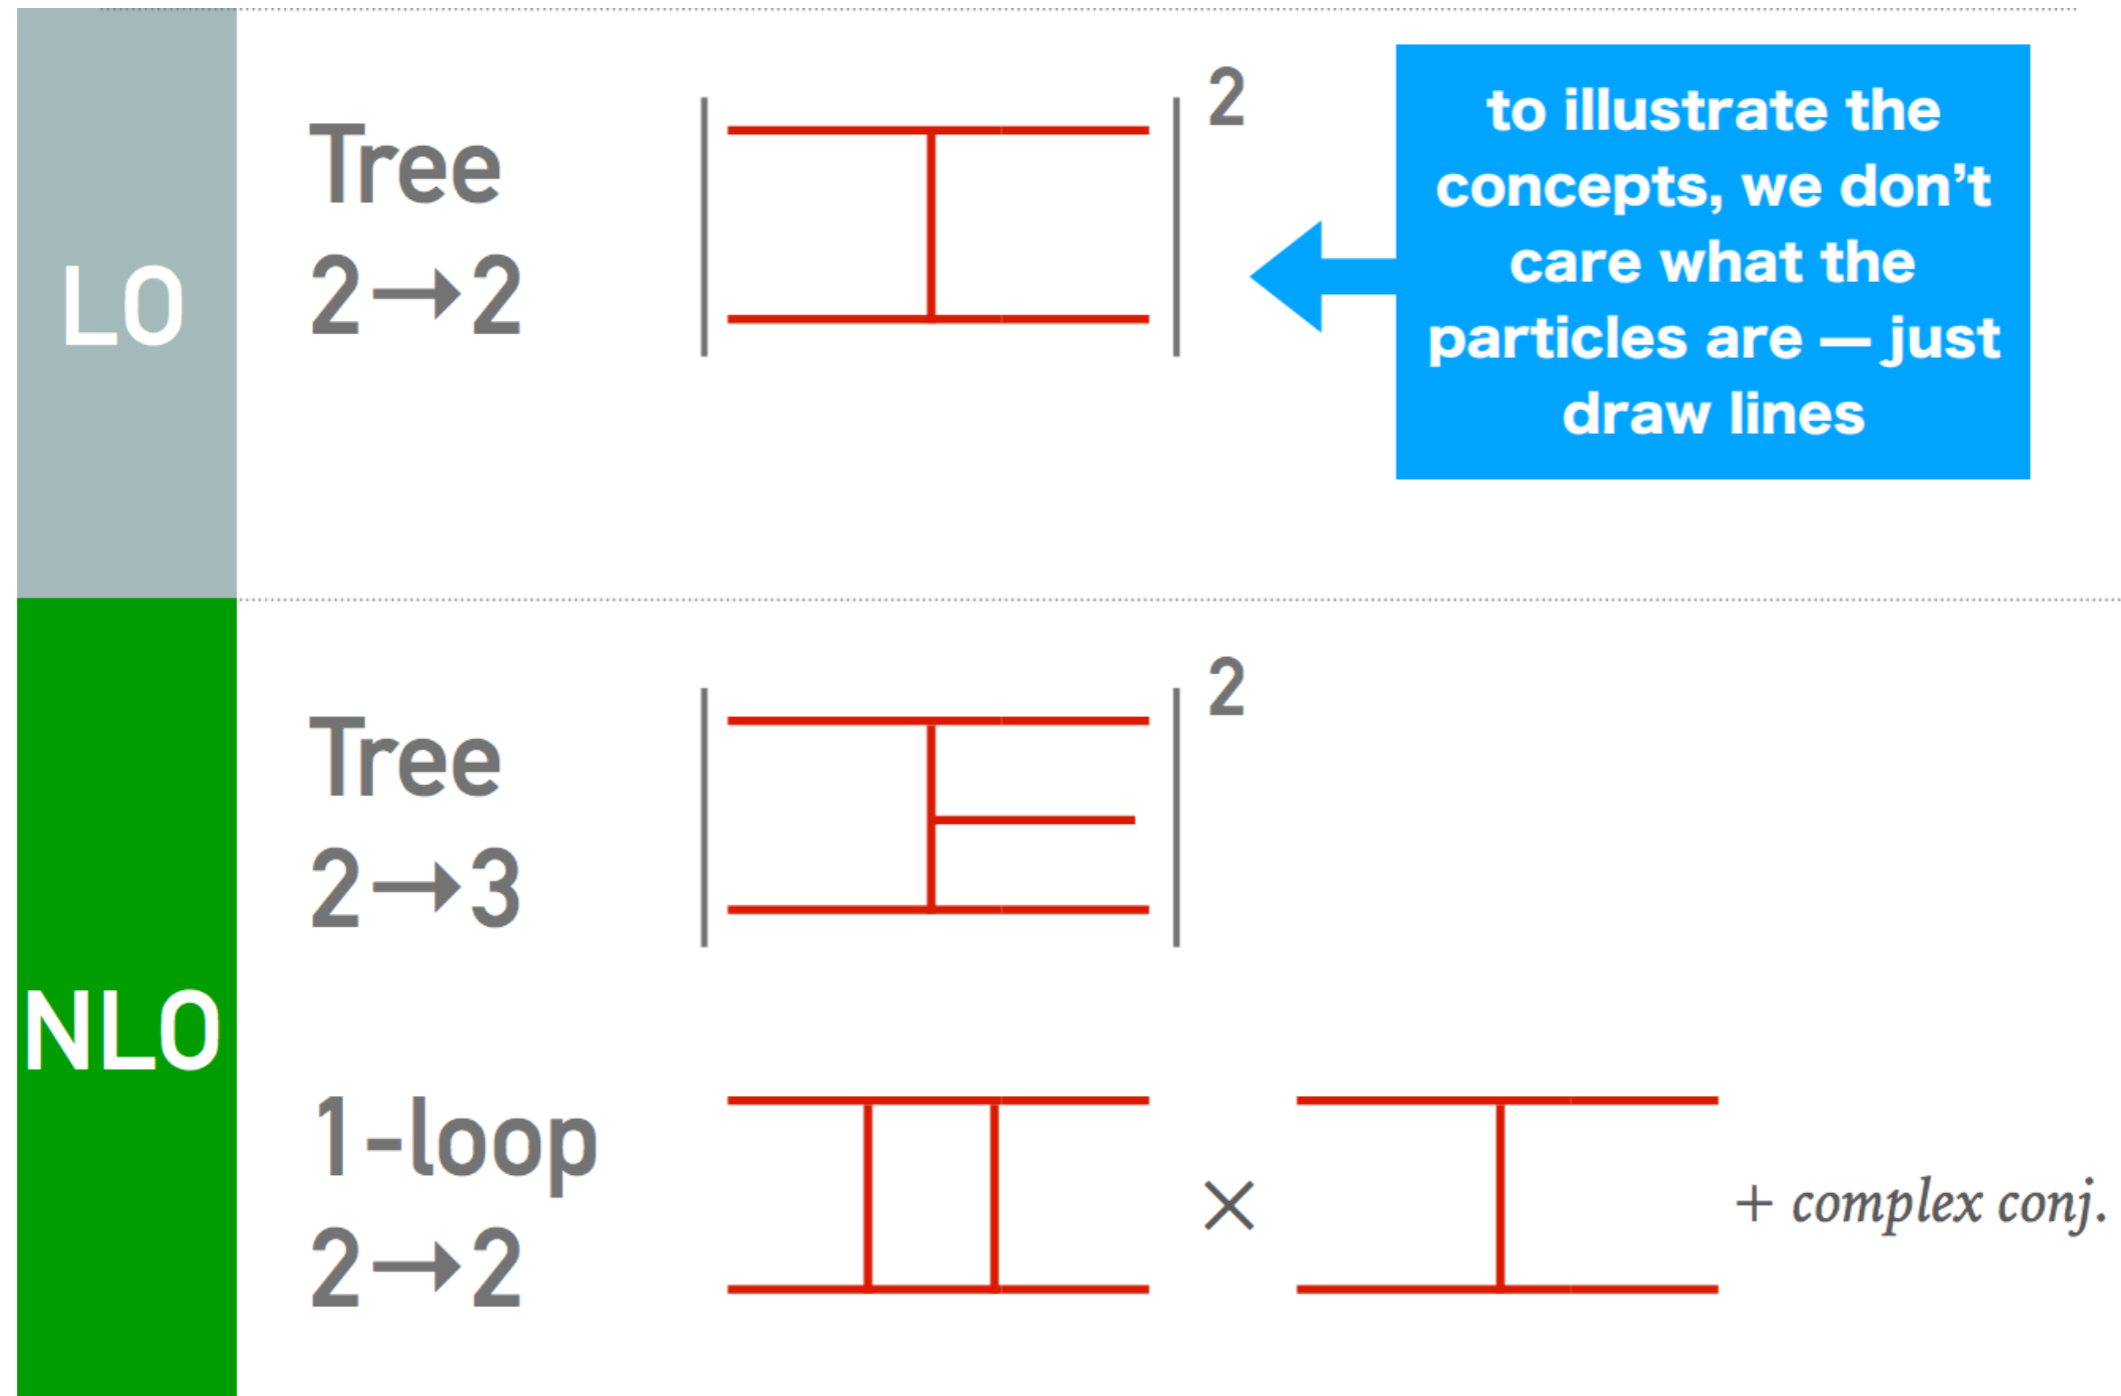 LO
Tree
2→2
2
to illustrate the
concepts, we don't
care what the
particles are — just
draw lines
NLO
Tree
2→3
2
1-loop
2→2
×
+ complex conj.